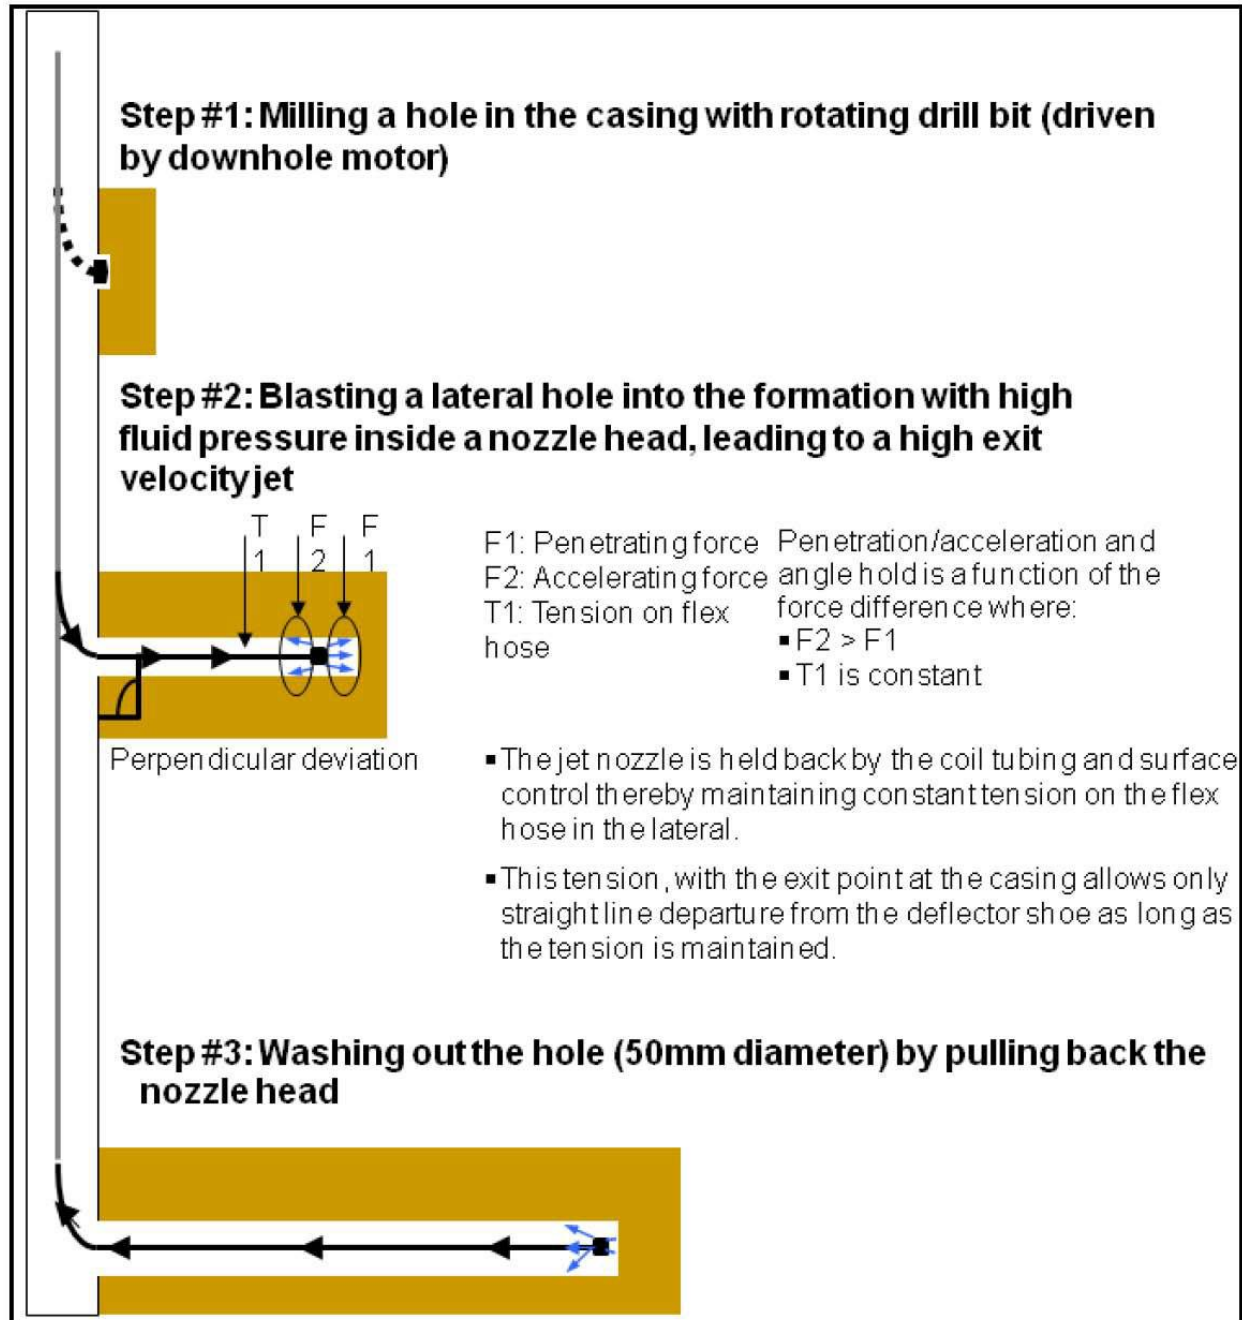 Step #1: Milling a hole in the casing with rotating drill bit (driven
by downhole motor)
Step #2: Blasting a lateral hole into the formation with high
fluid pressure inside a nozzle head, leading to a high exit
velocity jet
T F F
1 2 1
F1: Penetrating force
F2: Accelerating force
T1: Tension on flex
hose
Penetration/acceleration and
angle hold is a function of the
force difference where:
▪ F2 > F1
▪ T1 is constant
Perpendicular deviation
▪ The jet nozzle is held back by the coil tubing and surface
control thereby maintaining constant tension on the flex
hose in the lateral.
▪ This tension, with the exit point at the casing allows only
straight line departure from the deflector shoe as long as
the tension is maintained.
Step #3: Washing out the hole (50mm diameter) by pulling back the
nozzle head